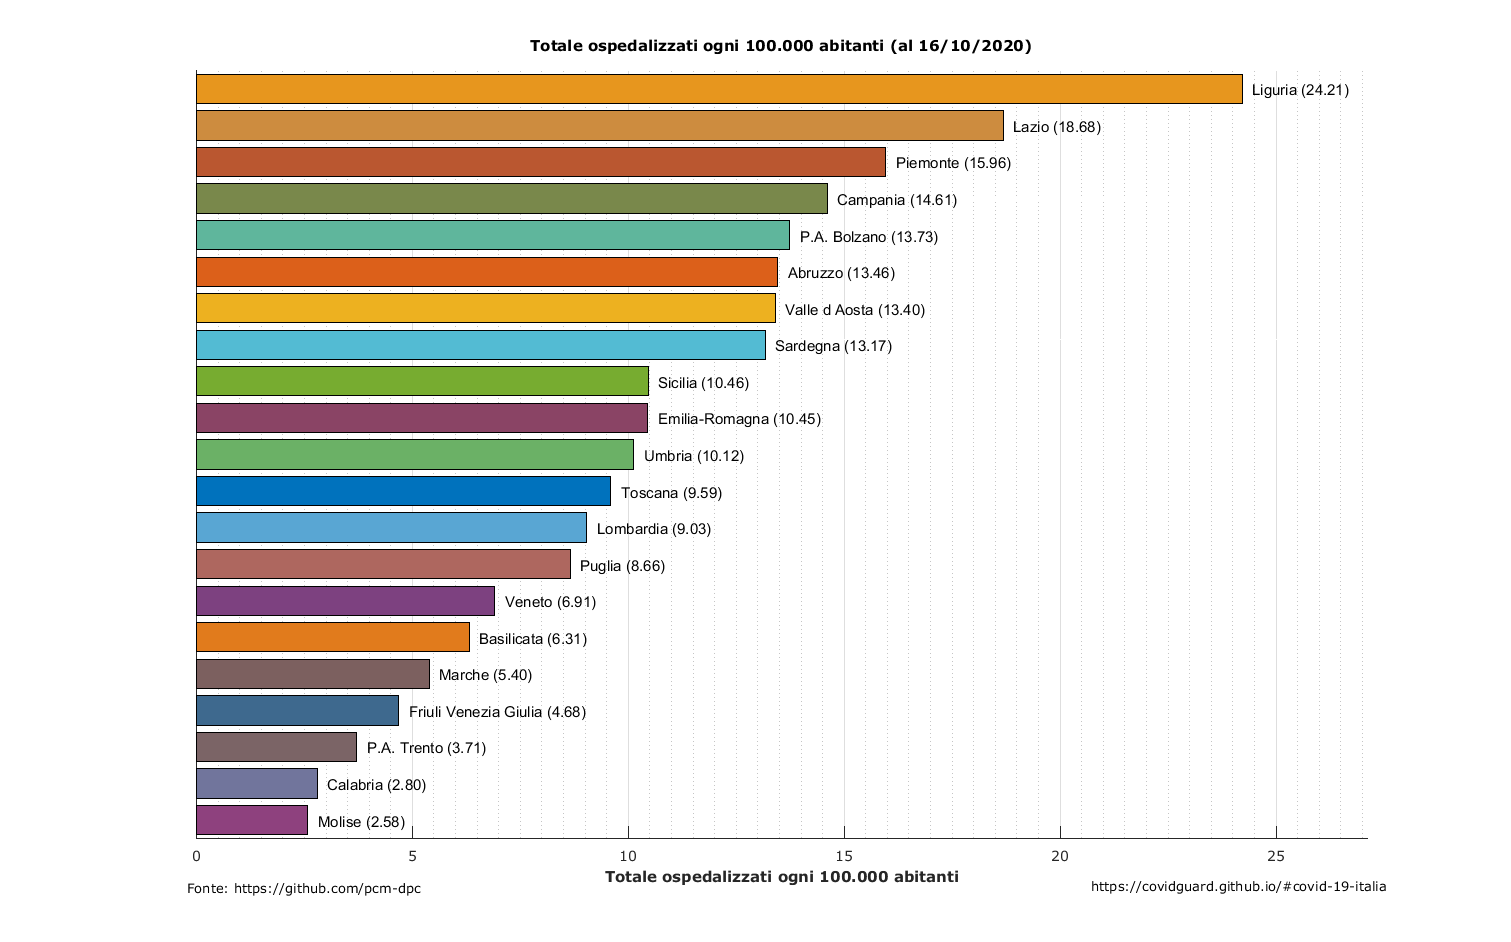 Totale ospedalizzati ogni 100.000 abitanti (al 16/10/2020)
Liguria (24.21)
Lazio (18.68)
Piemonte (15.96)
Campania (14.61)
P.A. Bolzano (13.73)
Abruzzo (13.46)
Valle d Aosta (13.40)
Sardegna (13.17)
Sicilia (10.46)
Emilia-Romagna (10.45)
Umbria (10.12)
Toscana (9.59)
Lombardia (9.03)
Puglia (8.66)
Veneto (6.91)
Basilicata (6.31)
Marche (5.40)
Friuli Venezia Giulia (4.68)
P.A. Trento (3.71)
Calabria (2.80)
Molise (2.58)
0 5 10 15 20 25
Totale ospedalizzati ogni 100.000 abitanti
Fonte: https://github.com/pcm-dpc
https://covidguard.github.io/#covid-19-italia